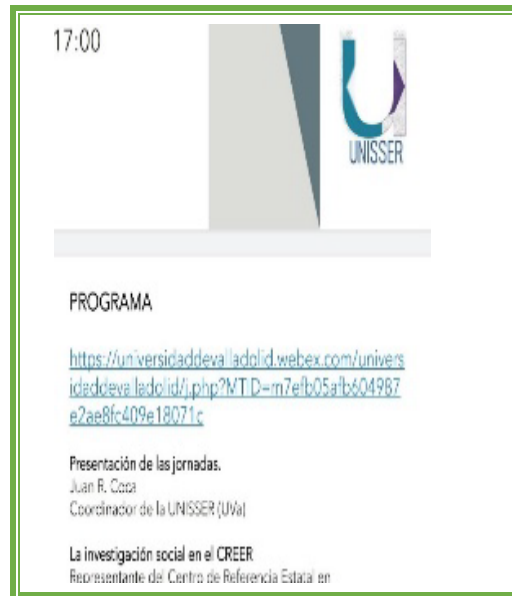 17:00
UNISSER
PROGRAMA
https://universidaddevalladolid.webex.com/univers
idaddevalladolid/j.php?MTID=m7efb05afb604987
e2ae8fc409e18071c
Presentación de las jornadas.
Juan R. Coca
Coordinador de la UNISSER (UVa)
La investigación social en el CREER
Representante del Centro de Referencia Estatal en